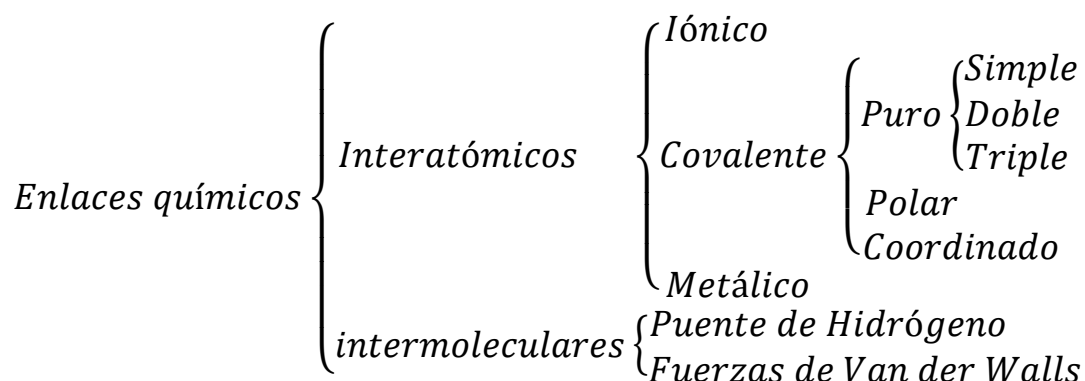 Enlaces químicos
Interatómicos
Iónico
Covalente
Puro
Simple
Doble
Triple
Polar
Coordinado
Metálico
intermoleculares
Puente de Hidrógeno
Fuerzas de Van der Walls